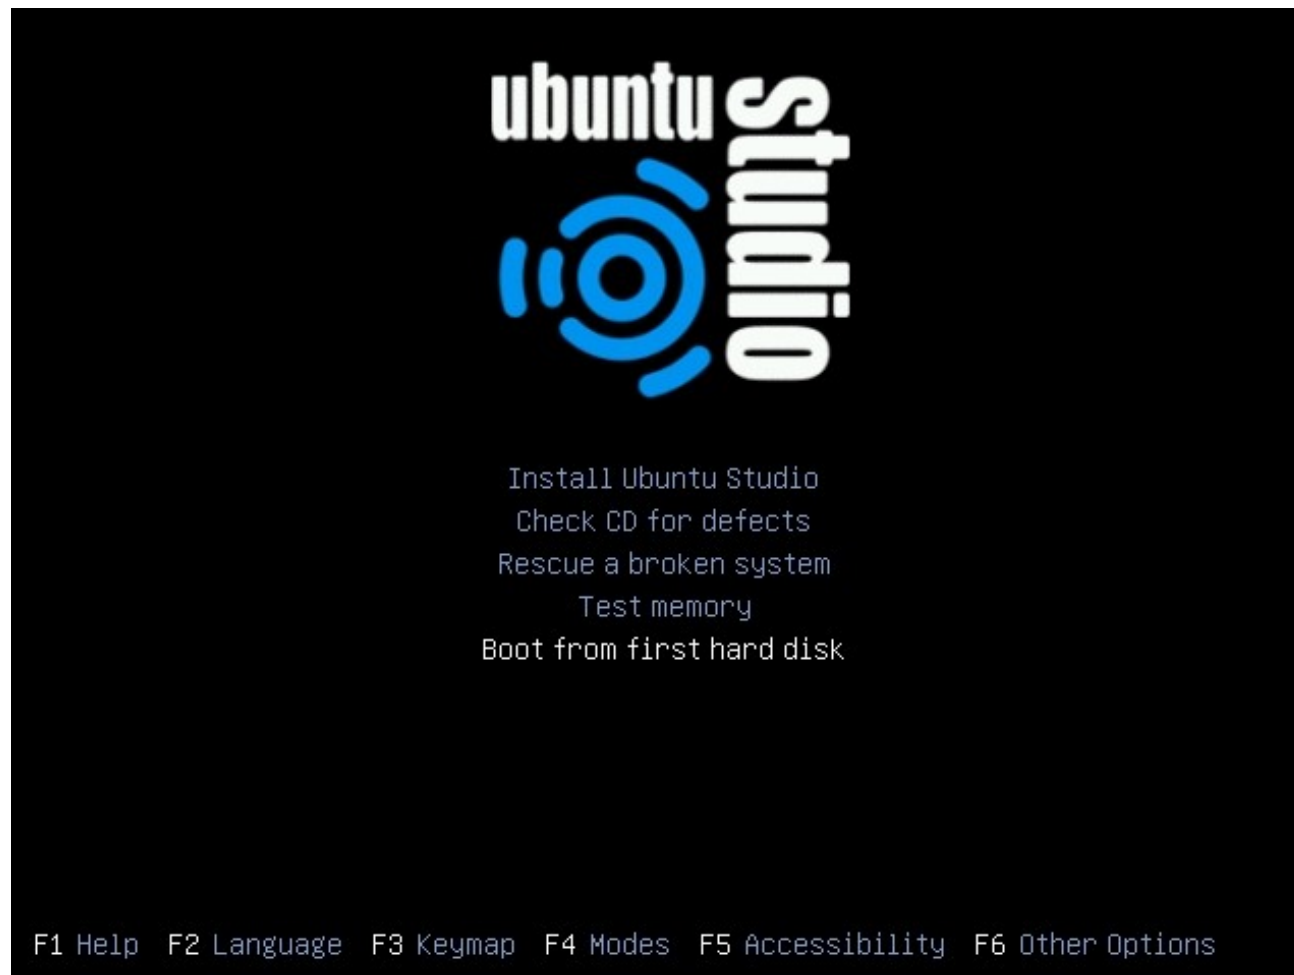 ubuntu
studio
Install Ubuntu Studio
Check CD for defects
Rescue a broken system
Test memory
Boot from first hard disk
F1 Help F2 Language F3 Keymap F4 Modes F5 Accessibility F6 Other Options